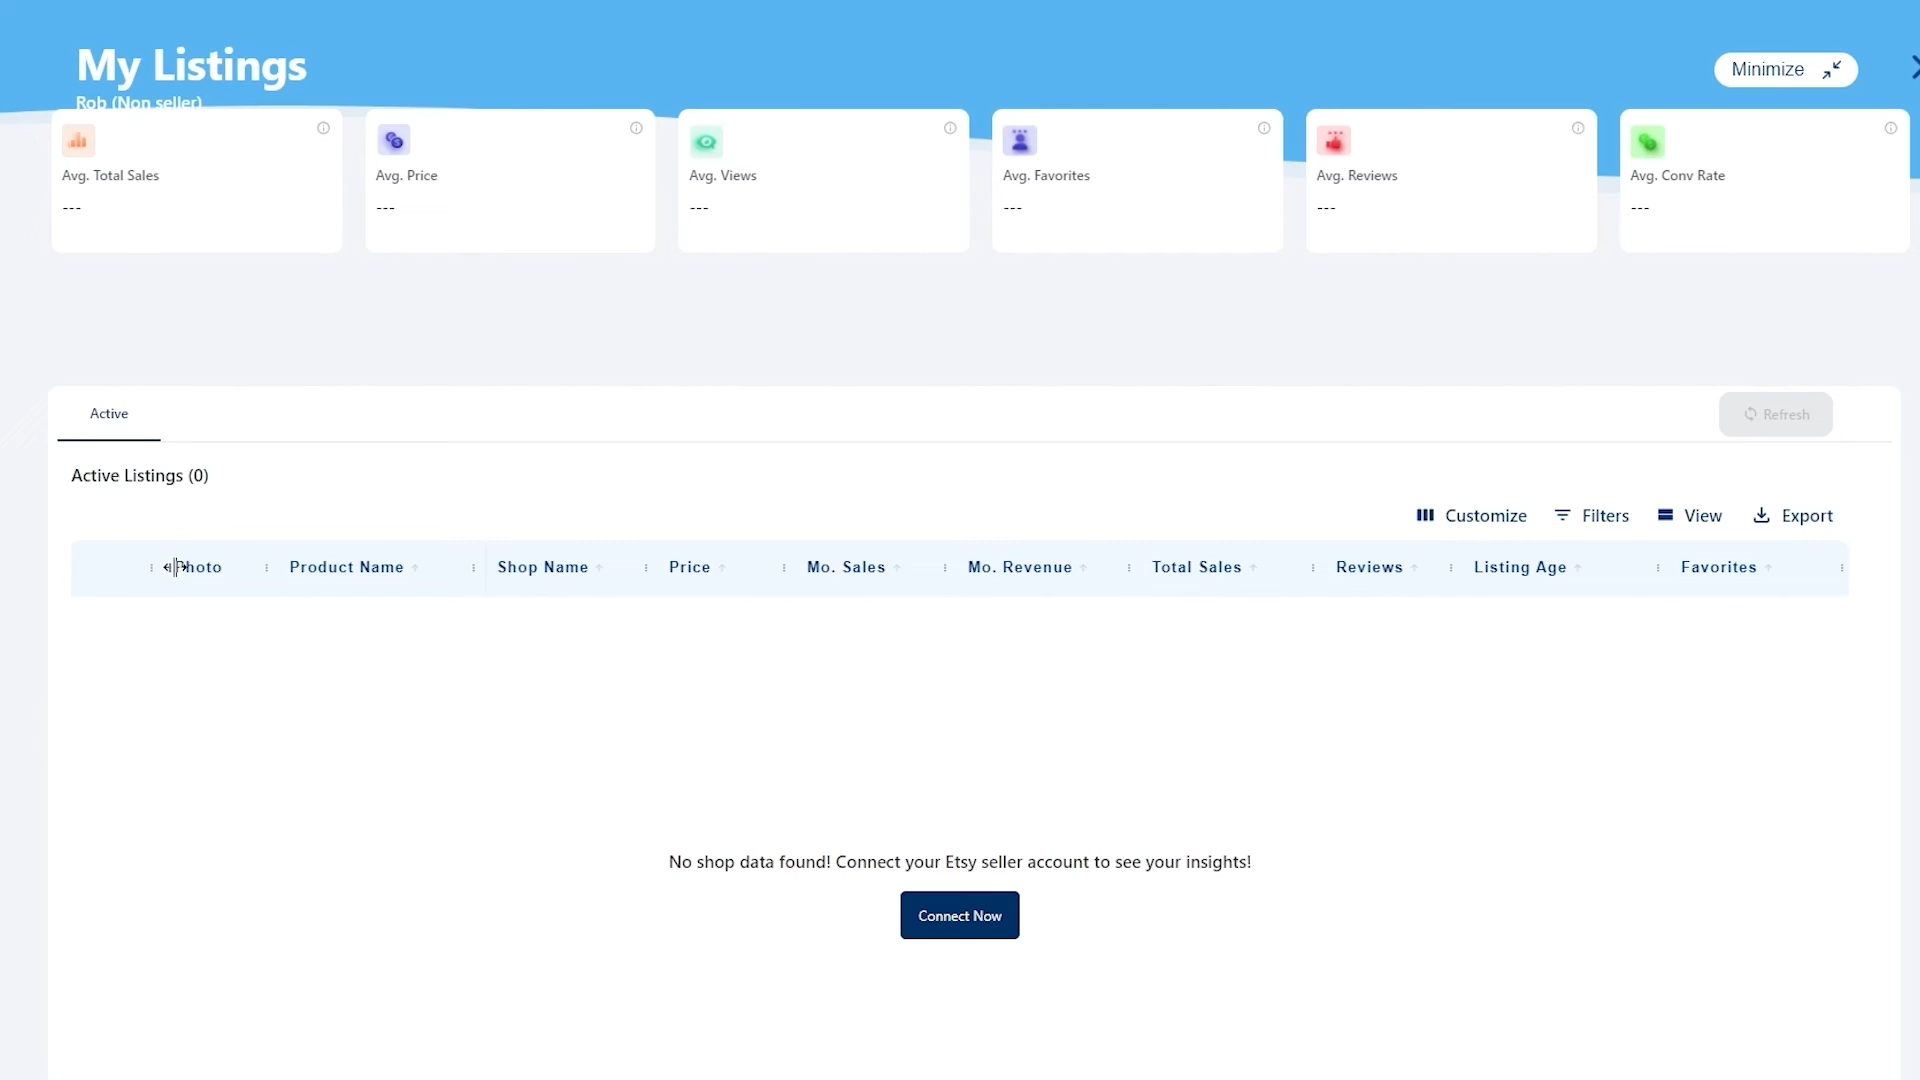 My Listings
Rob (Non seller)
Minimize
Avg. Total Sales
---
Avg. Price
---
Avg. Views
---
Avg. Favorites
---
Avg. Reviews
---
Avg. Conv Rate
---
Active
Refresh
Active Listings (0)
Customize Filters View Export
Photo Product Name Shop Name Price Mo. Sales Mo. Revenue Total Sales Reviews Listing Age Favorites
No shop data found! Connect your Etsy seller account to see your insights!
Connect Now